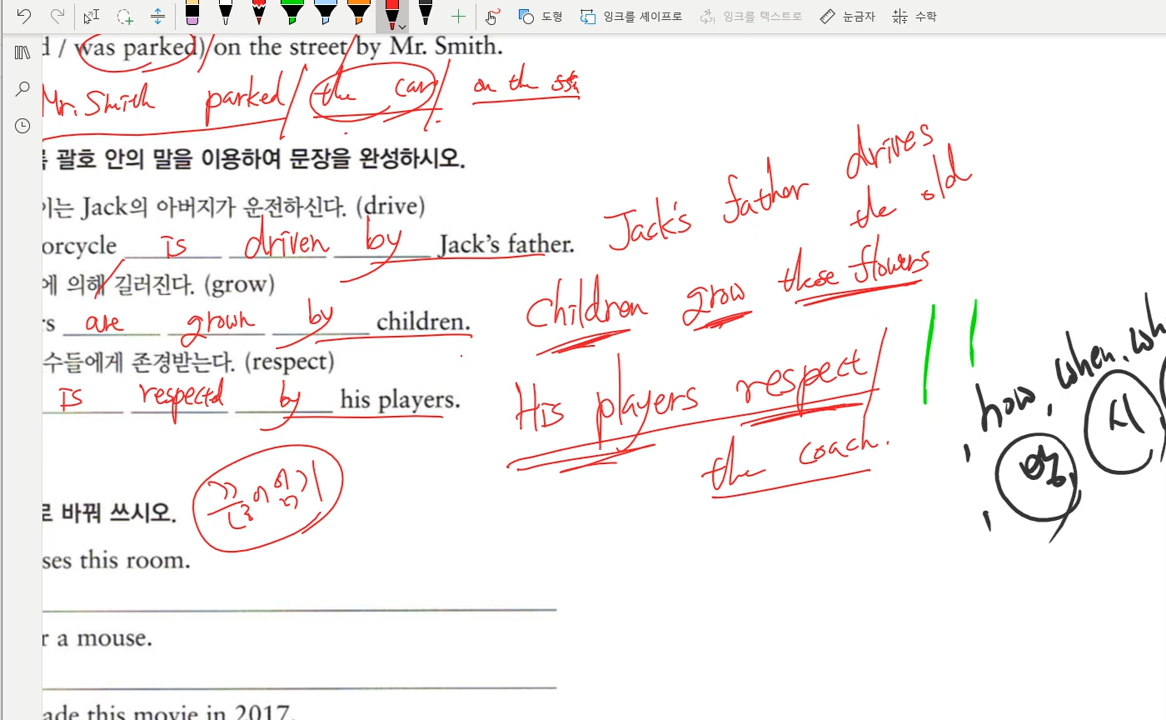 도형 잉크를 셰이프로 잉크를 텍스트로 눈금자 수학
d / was parked) on the street by Mr. Smith.
Mr. Smith parked the car on the
괄호 안의 말을 이용하여 문장을 완성하시오.
이는 Jack의 아버지가 운전하신다. (drive)
Jack's father drives
the old
orcycle is driven by Jack's father.
에 의해 길러진다. (grow)
Children grow these flowers
rs are grown by children.
수들에게 존경받는다. (respect)
is respected by his players.
His players respect
the coach.
how, when, wh
시
바꿔 쓰시오.
ses this room.
r a mouse.
ade this movie in 2017.